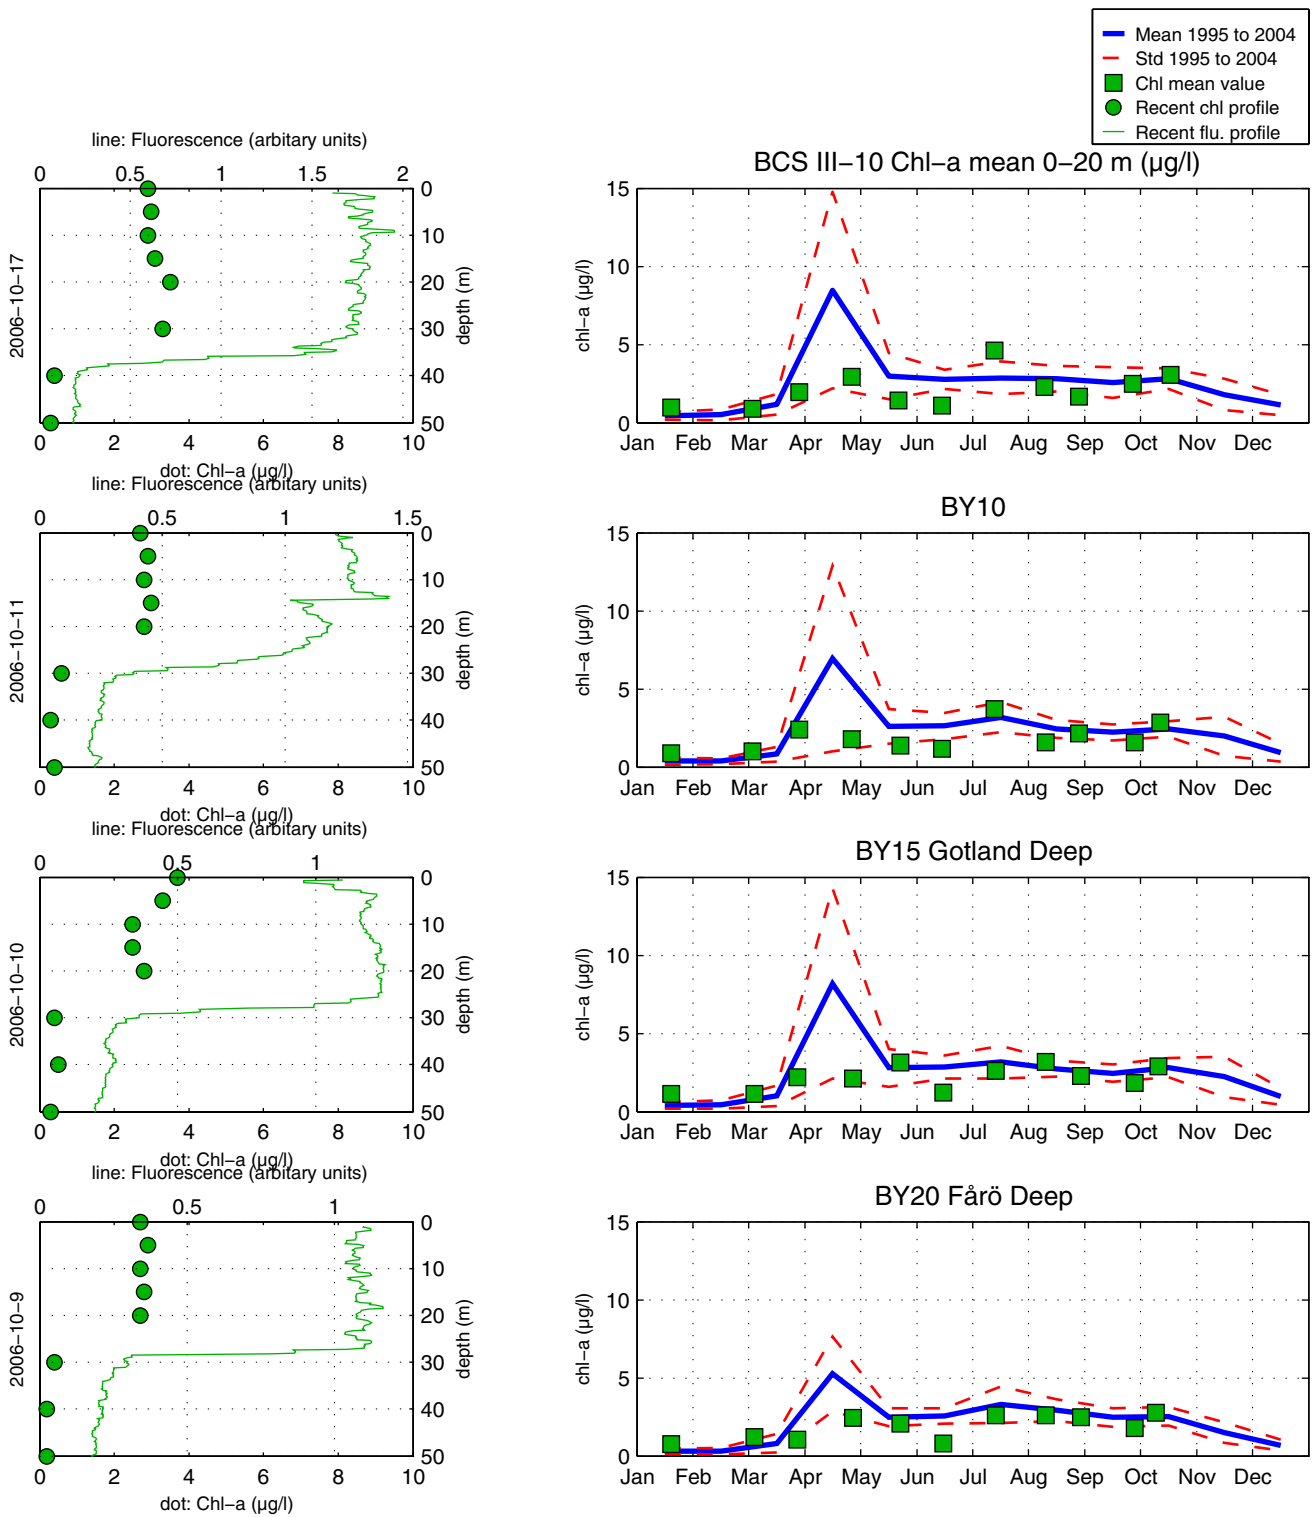 Mean 1995 to 2004
Std 1995 to 2004
Chl mean value
Recent chl profile
Recent flu. profile
line: Fluorescence (arbitary units)
0 0.5 1 1.5 2
2006-10-17
0
10
20
30
40
50
depth (m)
0 2 4 6 8 10
dot: Chl-a (µg/l)
BCS III-10 Chl-a mean 0-20 m (µg/l)
chl-a (µg/l)
15
10
5
0
Jan Feb Mar Apr May Jun Jul Aug Sep Oct Nov Dec
line: Fluorescence (arbitary units)
0 0.5 1 1.5
2006-10-11
0
10
20
30
40
50
depth (m)
0 2 4 6 8 10
dot: Chl-a (µg/l)
BY10
chl-a (µg/l)
15
10
5
0
Jan Feb Mar Apr May Jun Jul Aug Sep Oct Nov Dec
line: Fluorescence (arbitary units)
0 0.5 1
2006-10-10
0
10
20
30
40
50
depth (m)
0 2 4 6 8 10
dot: Chl-a (µg/l)
BY15 Gotland Deep
chl-a (µg/l)
15
10
5
0
Jan Feb Mar Apr May Jun Jul Aug Sep Oct Nov Dec
line: Fluorescence (arbitary units)
0 0.5 1
2006-10-9
0
10
20
30
40
50
depth (m)
0 2 4 6 8 10
dot: Chl-a (µg/l)
BY20 Fårö Deep
chl-a (µg/l)
15
10
5
0
Jan Feb Mar Apr May Jun Jul Aug Sep Oct Nov Dec